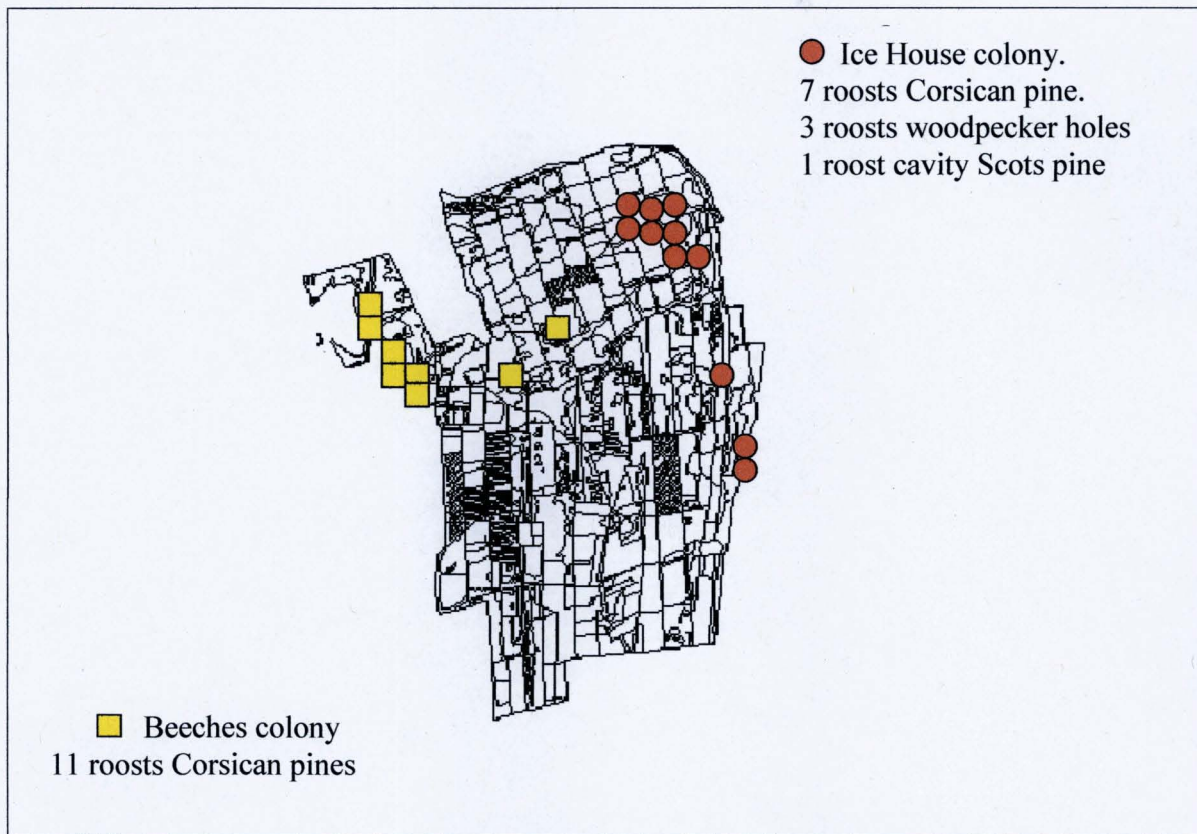 Ice House colony.
7 roosts Corsican pine.
3 roosts woodpecker holes
1 roost cavity Scots pine
Beeches colony
11 roosts Corsican pines